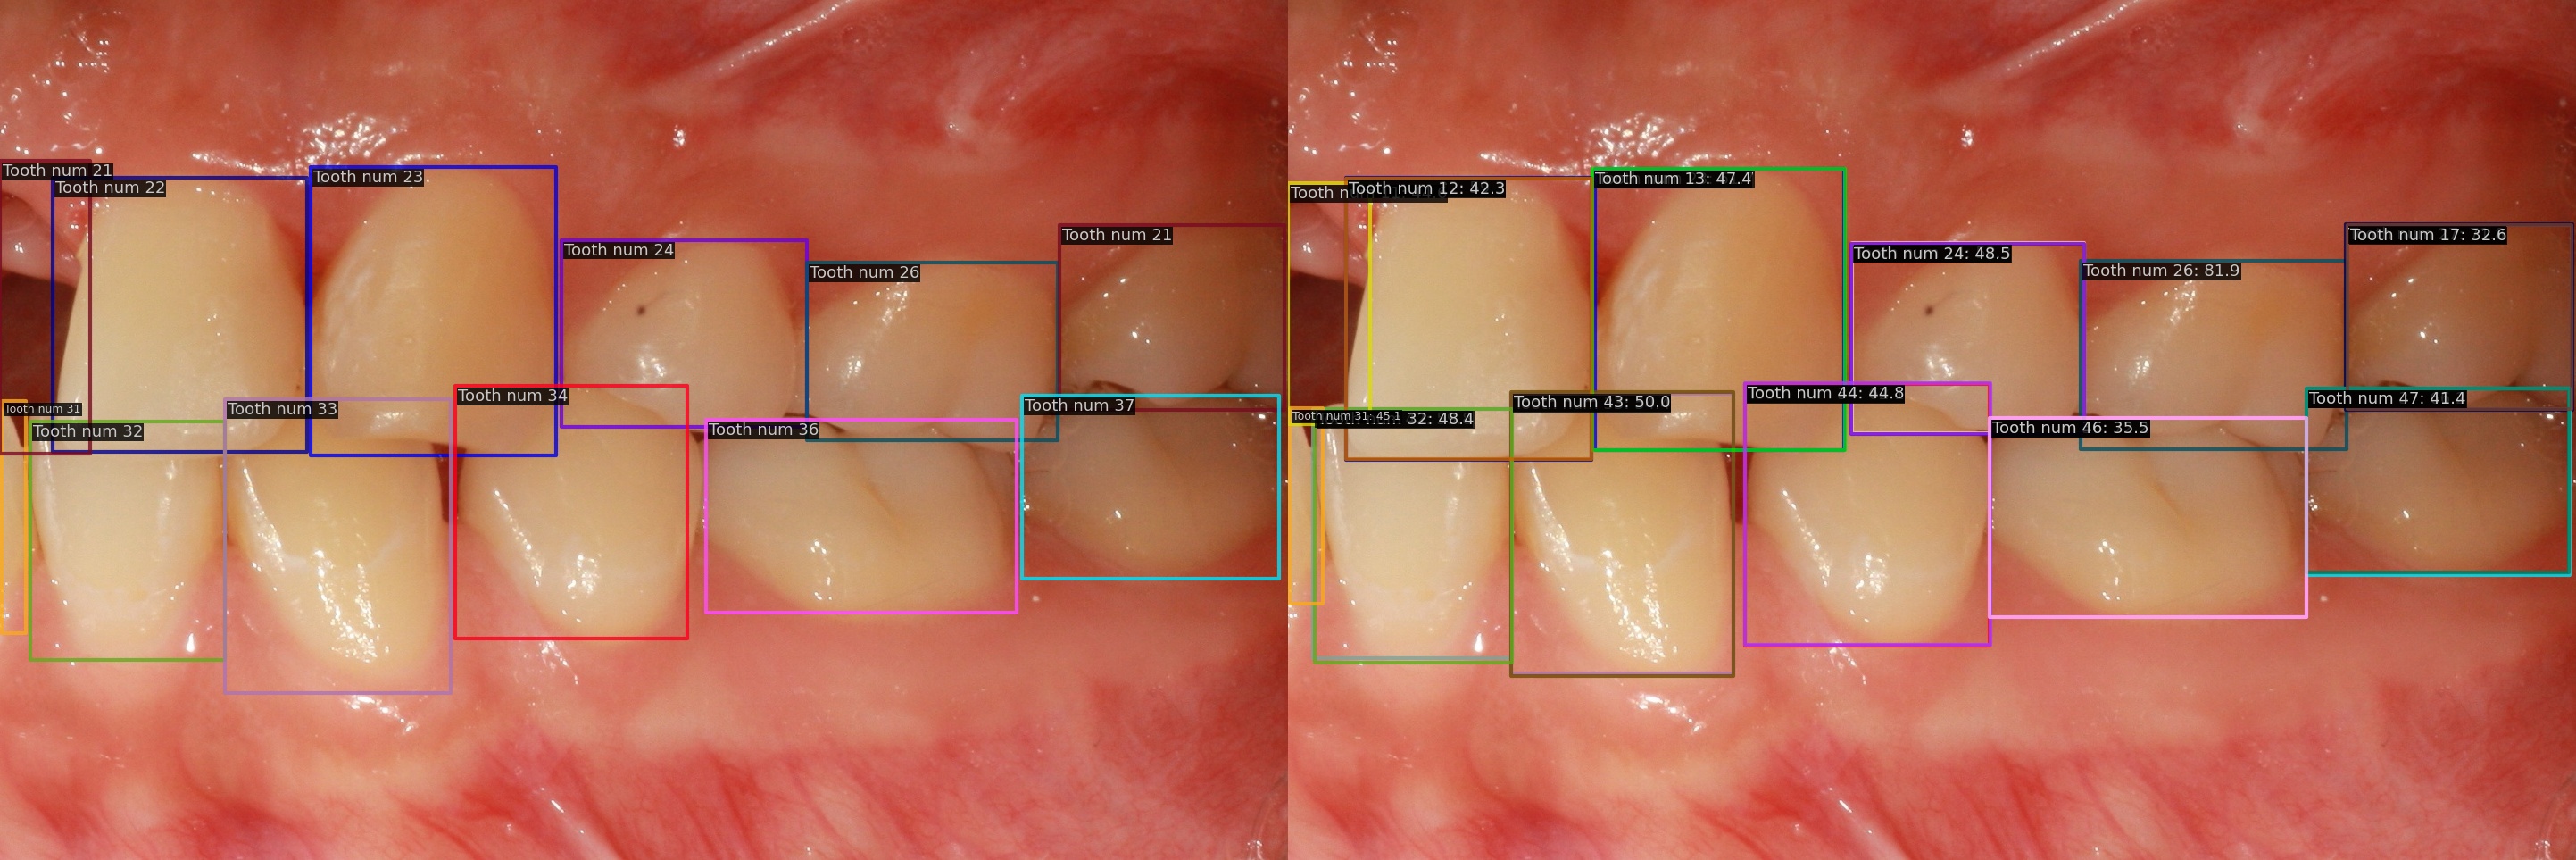 Tooth num 21
Tooth num 22
Tooth num 23
Tooth num 24
Tooth num 26
Tooth num 21
Tooth num 31
Tooth num 32
Tooth num 33
Tooth num 34
Tooth num 36
Tooth num 37
Tooth n
Tooth num 12: 42.3
Tooth num 13: 47.4
Tooth num 24: 48.5
Tooth num 26: 81.9
Tooth num 17: 32.6
Tooth num 31: 45.1
32: 48.4
Tooth num 43: 50.0
Tooth num 44: 44.8
Tooth num 46: 35.5
Tooth num 47: 41.4